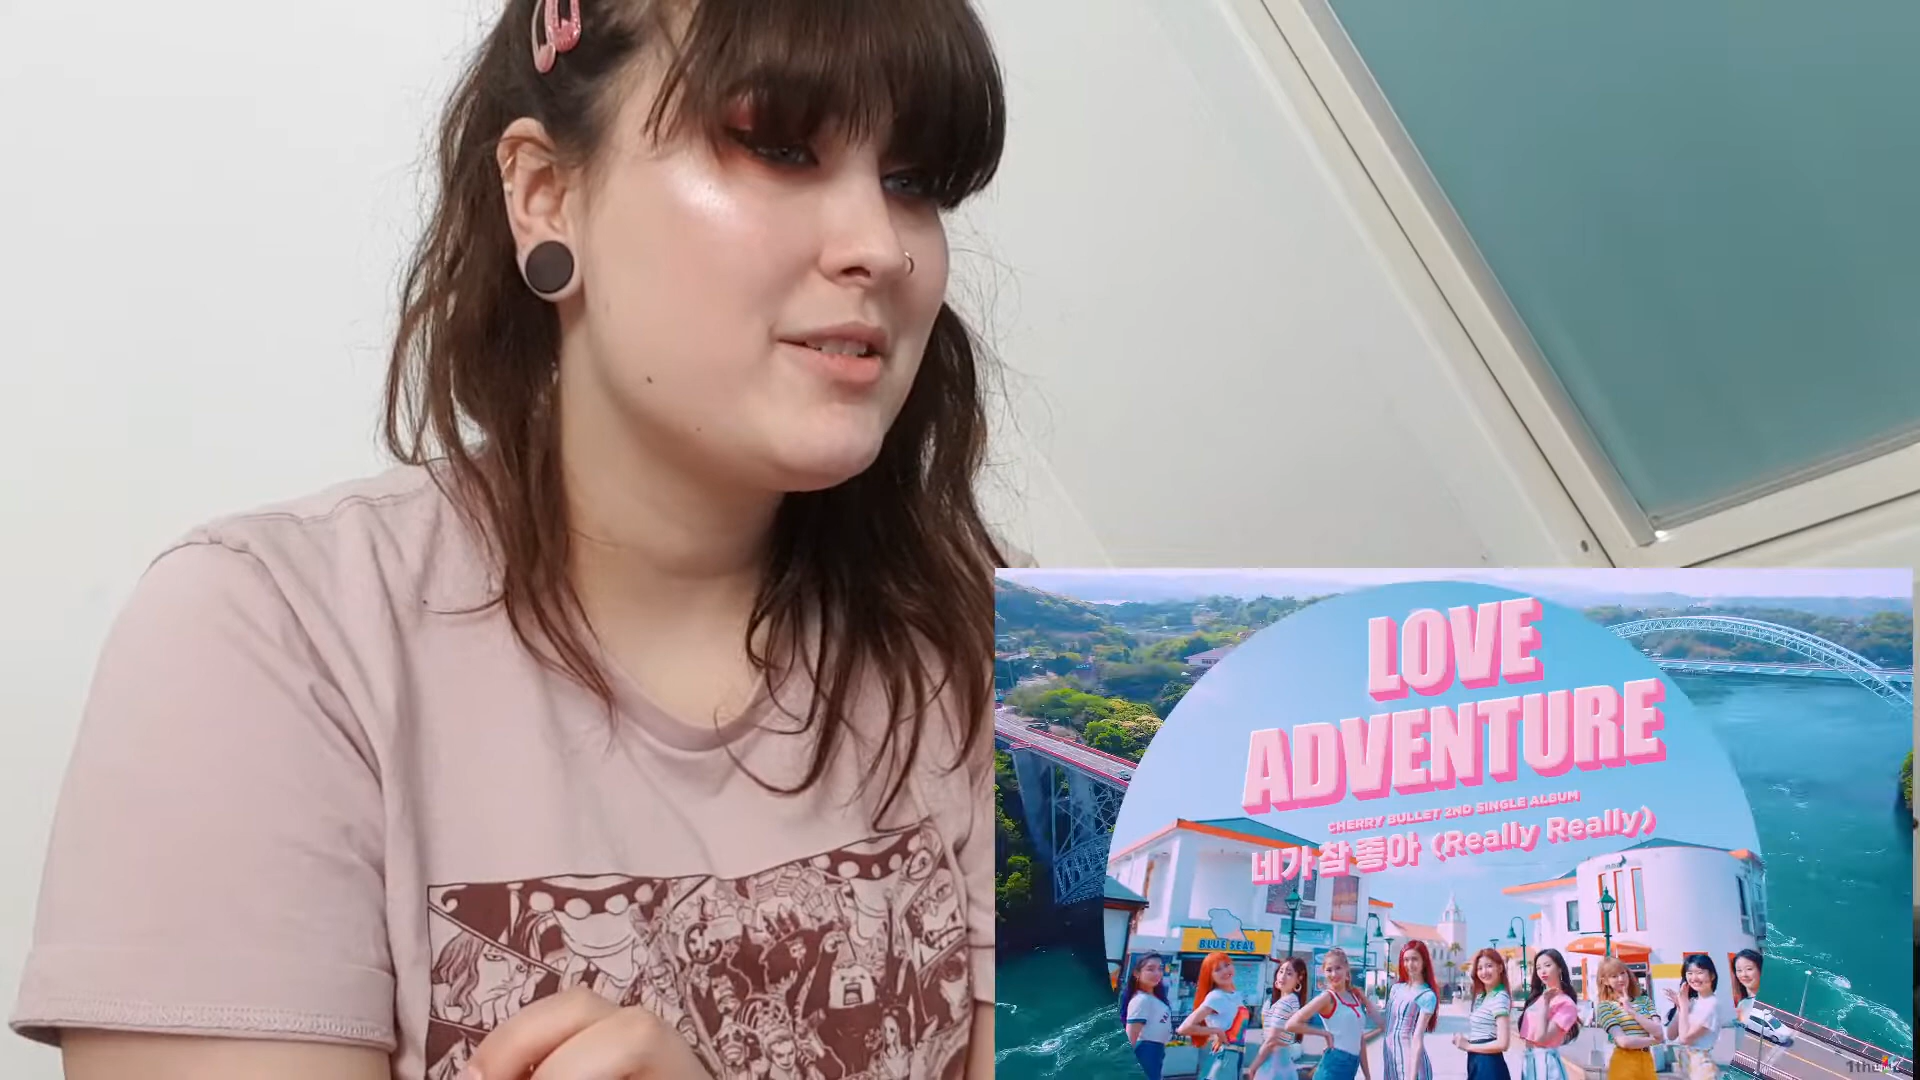 LOVE
ADVENTURE
CHERRY BULLET 2ND SINGLE ALBUM
네가 참 좋아 (Really Really)
BLUE SEAL